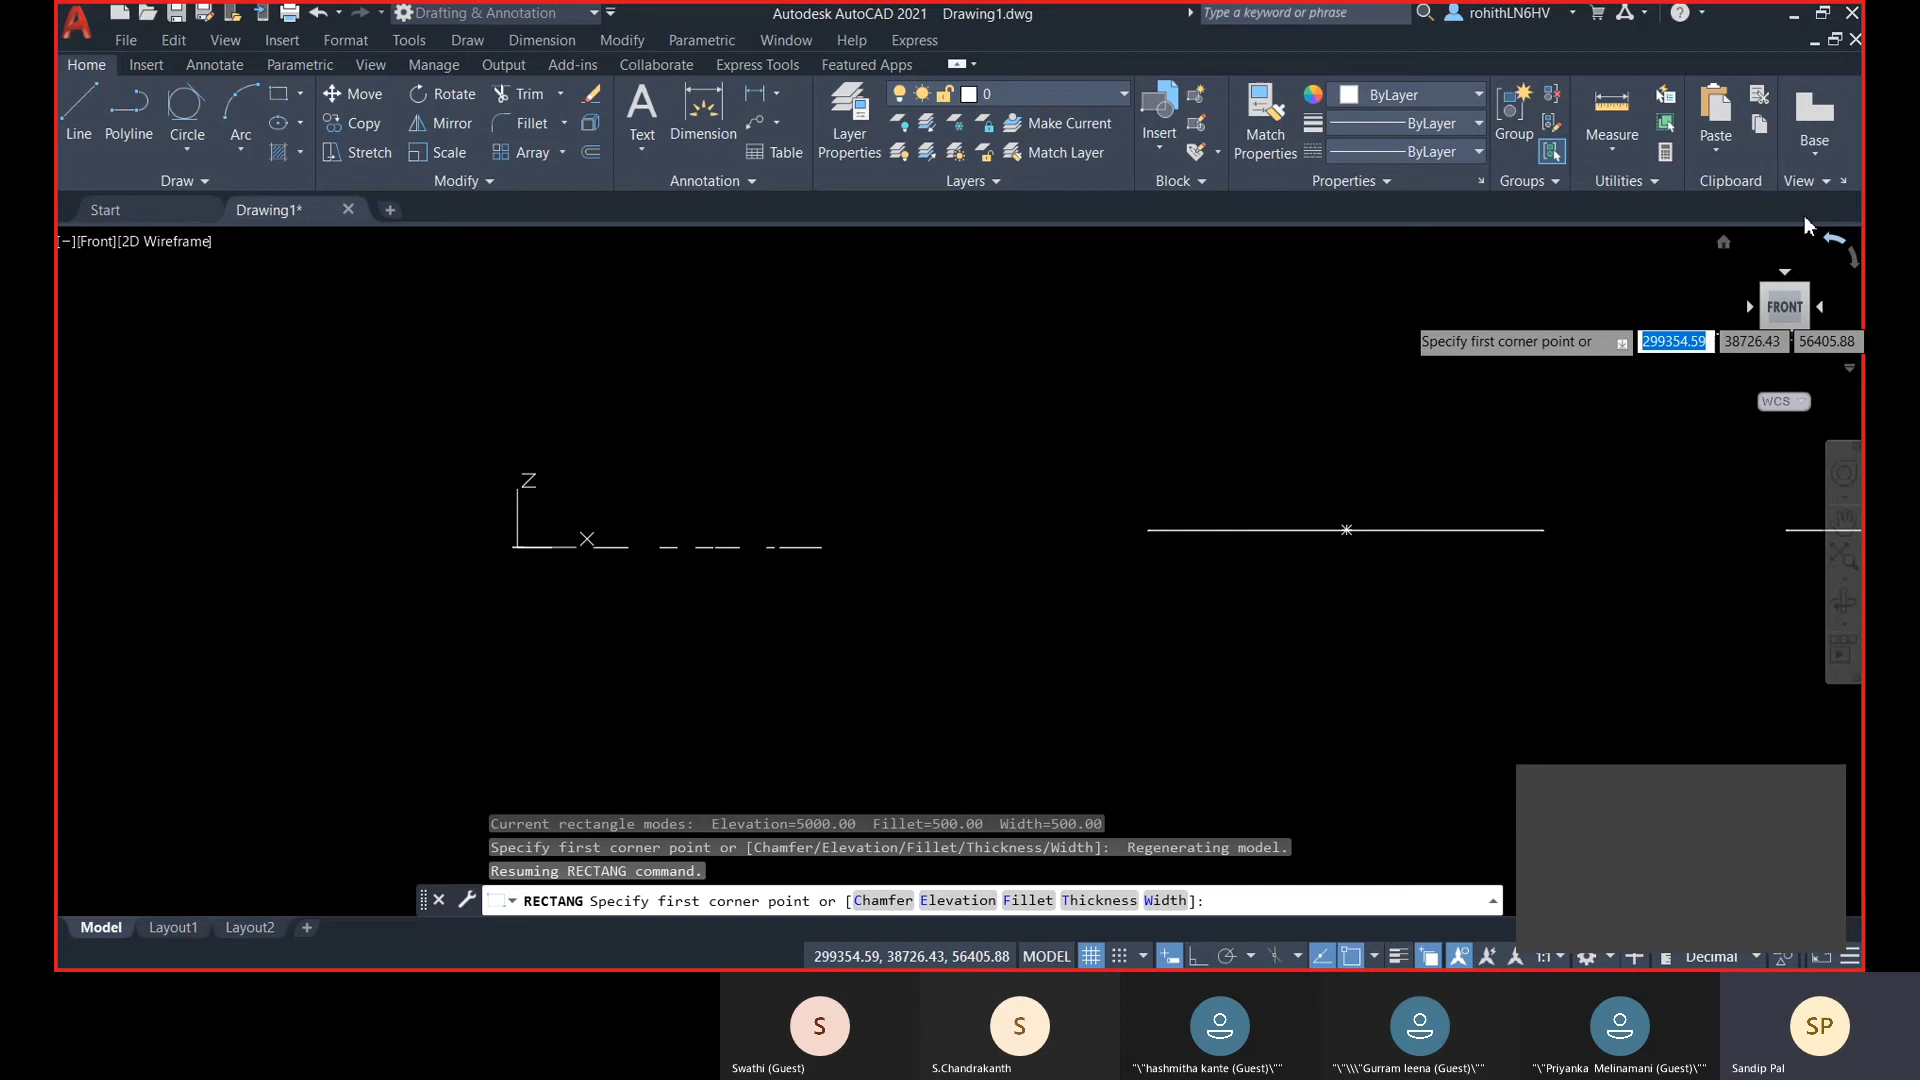 Drafting & Annotation
Autodesk AutoCAD 2021 Drawing1.dwg
Type a keyword or phrase
rohithLN6HV
File Edit View Insert Format Tools Draw Dimension Modify Parametric Window Help Express
Home Insert Annotate Parametric View Manage Output Add-ins Collaborate Express Tools Featured Apps
Line Polyline Circle Arc
Move Rotate Trim
Copy Mirror Fillet
Stretch Scale Array
Text Dimension Table
Layer Properties
0
Make Current
Match Layer
Insert
Match Properties
ByLayer
ByLayer
ByLayer
Group
Measure
Paste
Base
Draw Modify Annotation Layers Block Properties Groups Utilities Clipboard View
Start Drawing1*
[−][Front][2D Wireframe]
FRONT
Specify first corner point or 299354.59 38726.43 56405.88
WCS
Z
X
Current rectangle modes: Elevation=5000.00 Fillet=500.00 Width=500.00
Specify first corner point or [Chamfer/Elevation/Fillet/Thickness/Width]: Regenerating model.
Resuming RECTANG command.
RECTANG Specify first corner point or [Chamfer Elevation Fillet Thickness Width]:
Model Layout1 Layout2
299354.59, 38726.43, 56405.88 MODEL 1:1 Decimal
S S SP
Swathi (Guest) S.Chandrakanth "\"hashmitha kante (Guest)\"" "\"\\\"Gurram leena (Guest)\"" "\"Priyanka Melinamani (Guest)\"" Sandip Pal